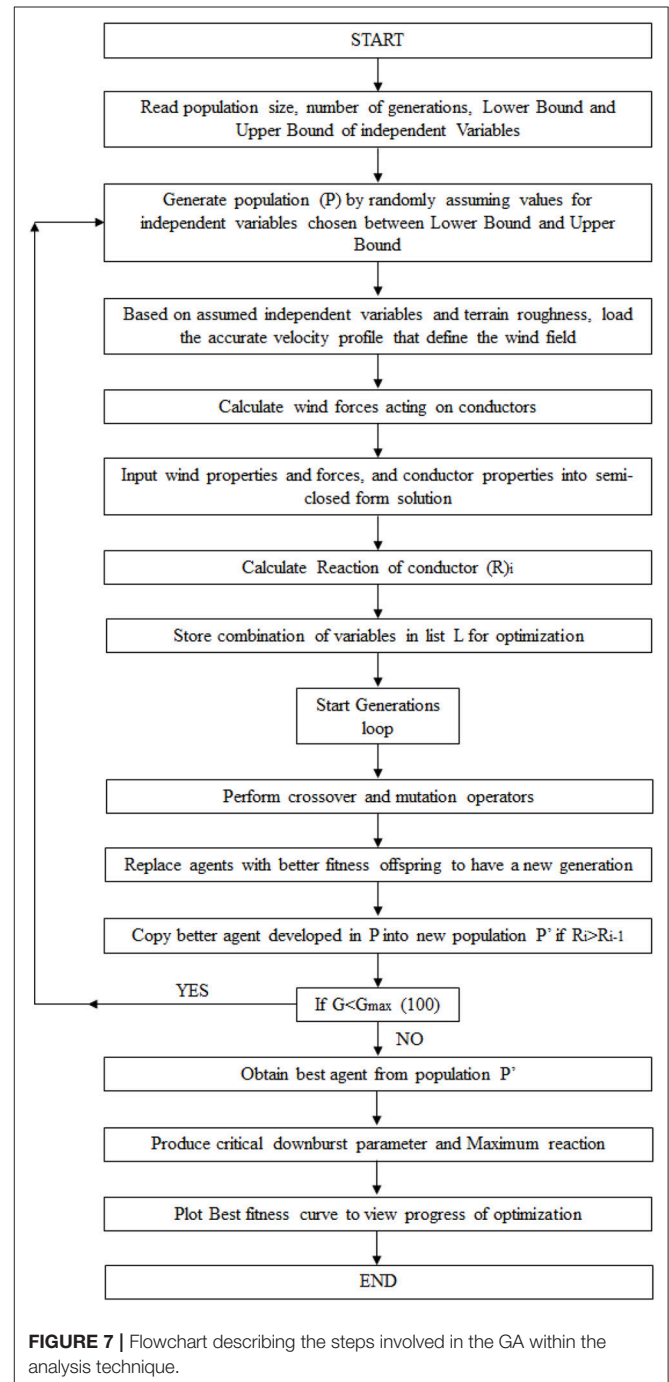 START
Read population size, number of generations, Lower Bound and
Upper Bound of independent Variables
Generate population (P) by randomly assuming values for
independent variables chosen between Lower Bound and Upper
Bound
Based on assumed independent variables and terrain roughness, load
the accurate velocity profile that define the wind field
Calculate wind forces acting on conductors
Input wind properties and forces, and conductor properties into semi-
closed form solution
Calculate Reaction of conductor (R)i
Store combination of variables in list L for optimization
Start Generations
loop
Perform crossover and mutation operators
Replace agents with better fitness offspring to have a new generation
Copy better agent developed in P into new population P' if Ri>Ri-1
YES
If G<Gmax (100)
NO
Obtain best agent from population P'
Produce critical downburst parameter and Maximum reaction
Plot Best fitness curve to view progress of optimization
END
FIGURE 7 | Flowchart describing the steps involved in the GA within the
analysis technique.